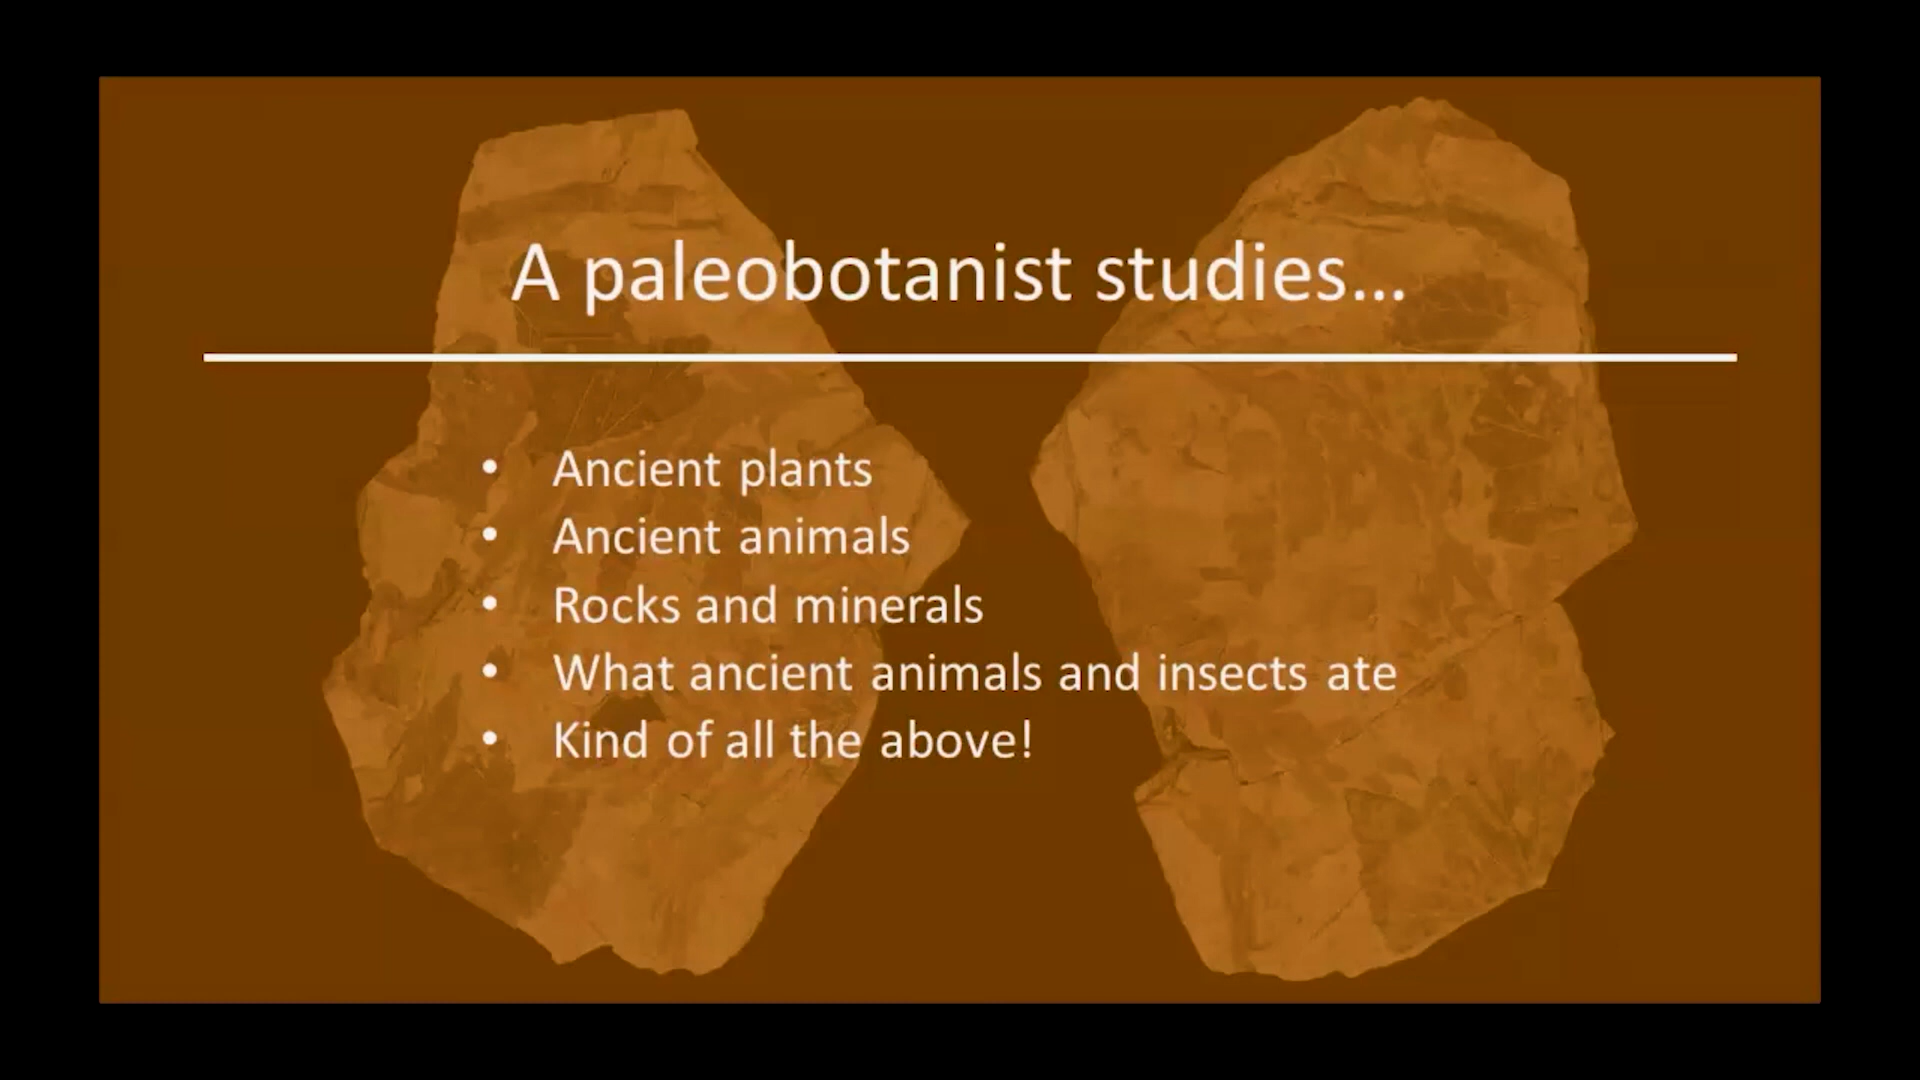 A paleobotanist studies...
• Ancient plants
• Ancient animals
• Rocks and minerals
• What ancient animals and insects ate
• Kind of all the above!